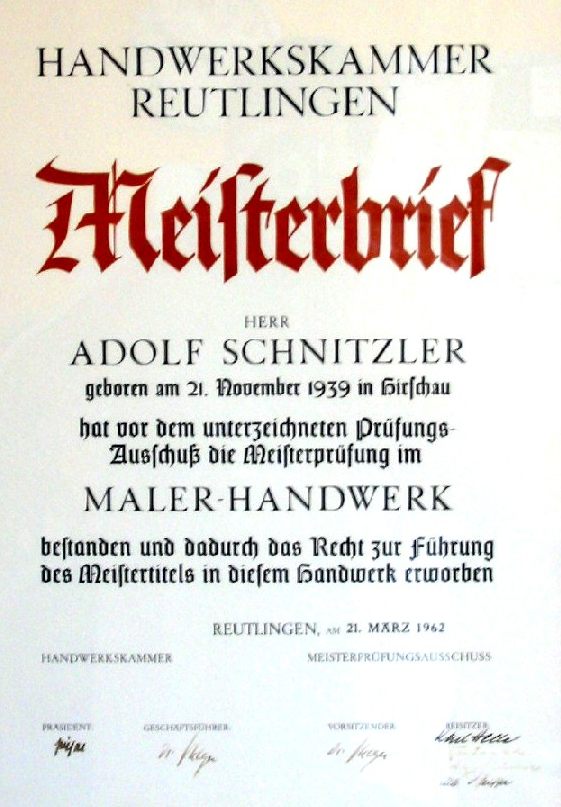 HANDWERKSKAMMER
REUTLINGEN
Meiſterbrief
HERR
ADOLF SCHNITZLER
geboren am 21. November 1939 in Hirſchau
hat vor dem unterzeichneten Prüfungs-
Ausſchuß die Meiſterprüfung im
MALER-HANDWERK
beſtanden und dadurch das Recht zur Führung
des Meiſtertitels in dieſem Handwerk erworben
REUTLINGEN, AM 21. MÄRZ 1962
HANDWERKSKAMMER MEISTERPRÜFUNGSAUSSCHUSS
PRÄSIDENT: GESCHÄFTSFÜHRER: VORSITZENDER: BEISITZER:
Karl